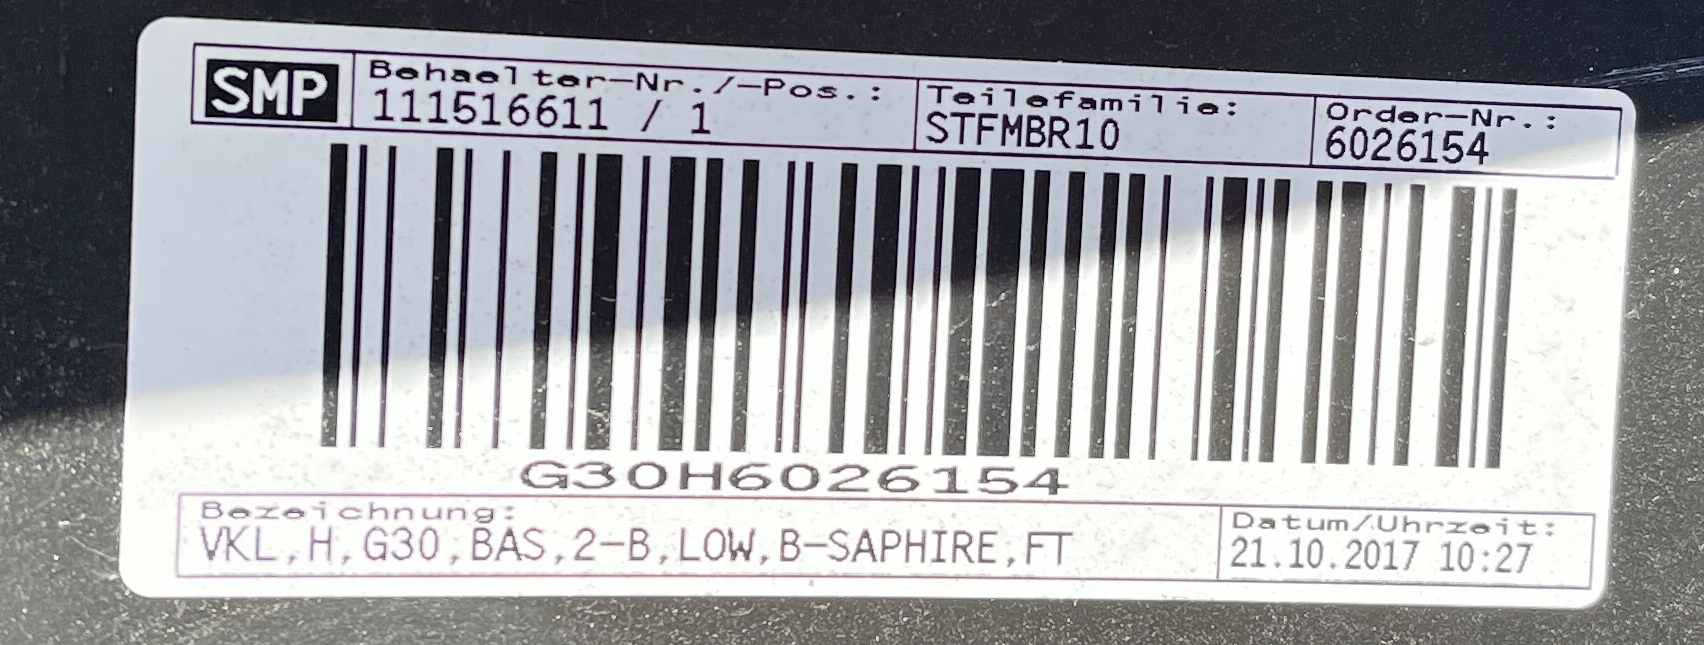 SMP
Behaelter-Nr./-Pos.:
111516611 / 1
Teilefamilie:
STFMBR10
Order-Nr.:
6026154
G30H6026154
Bezeichnung:
VKL,H,G30,BAS,2-B,LOW,B-SAPHIRE,FT
Datum/Uhrzeit:
21.10.2017 10:27